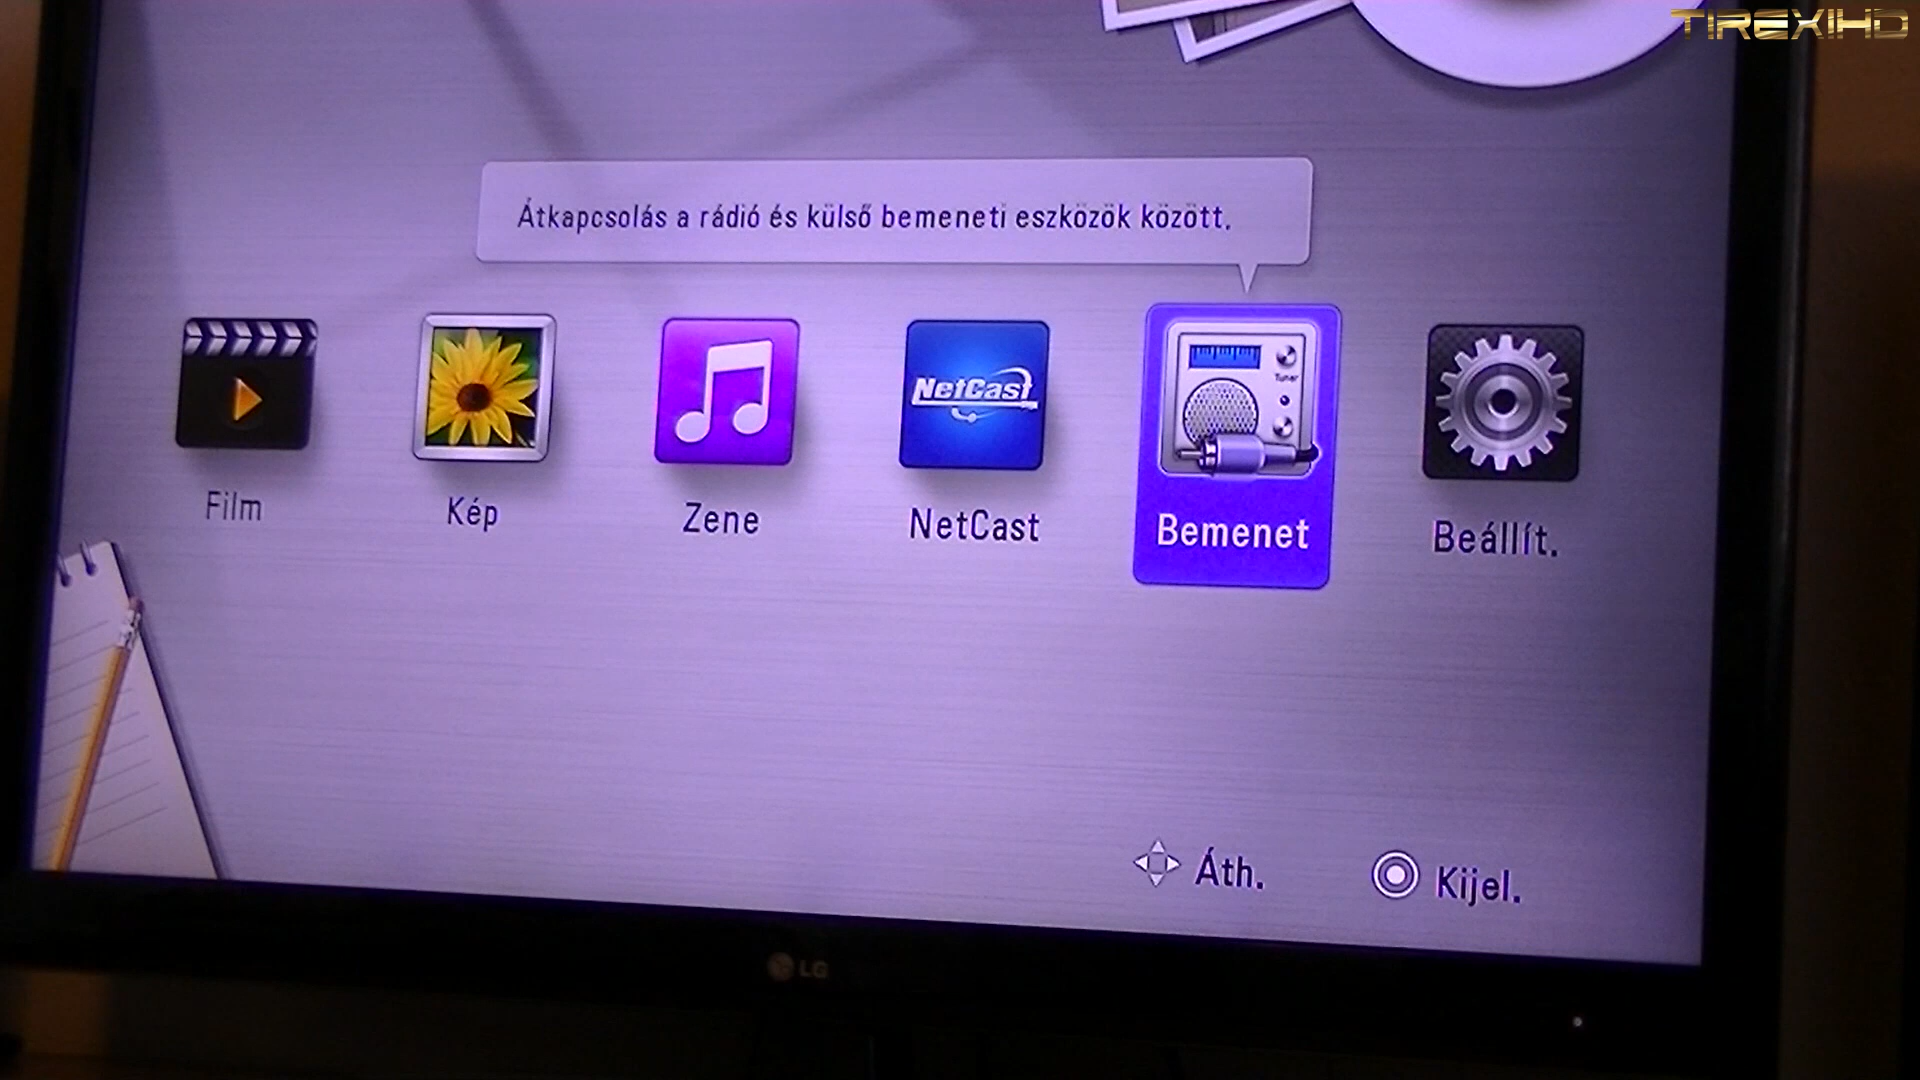 TIREXIHD
Átkapcsolás a rádió és külső bemeneti eszközök között.
NetCast
Tuner
Film
Kép
Zene
NetCast
Bemenet
Beállít.
Áth.
Kijel.
LG